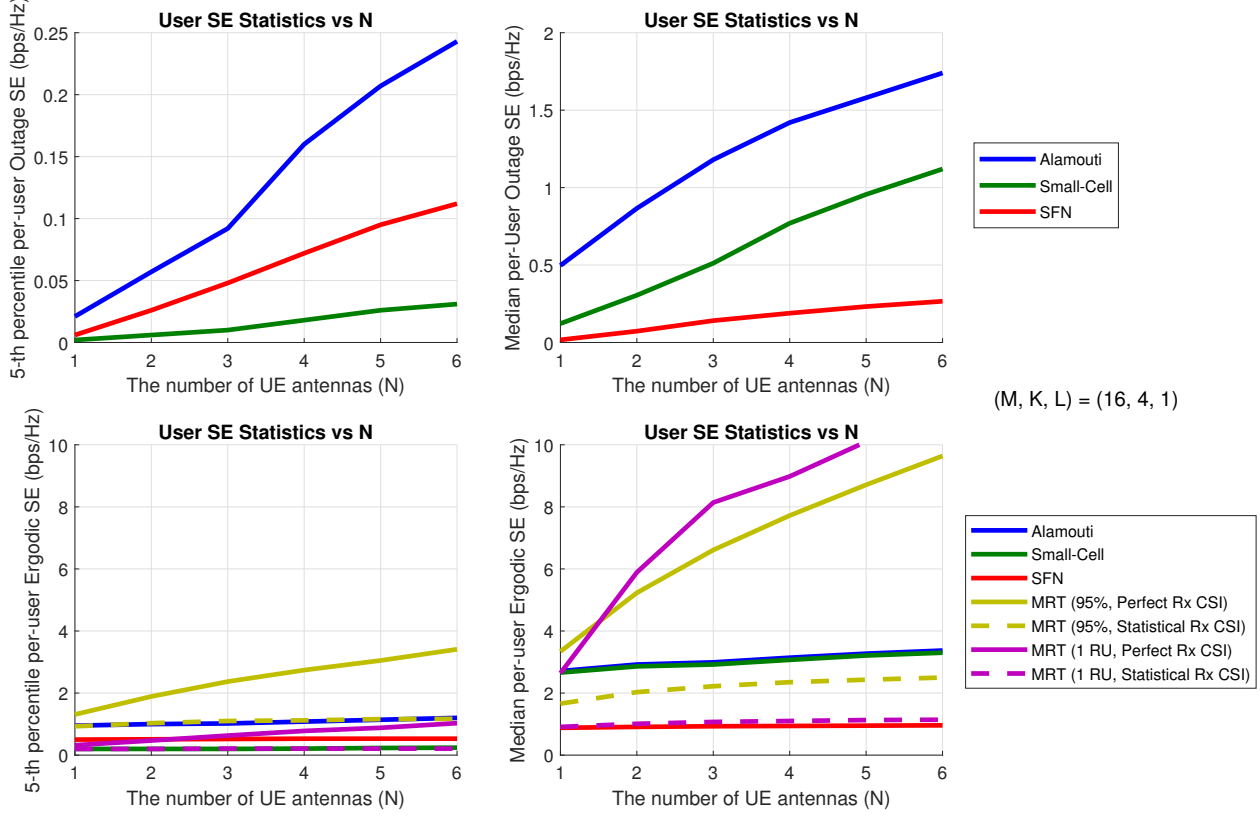 User SE Statistics vs N
5-th percentile per-user Outage SE (bps/Hz)
0.25
0.2
0.15
0.1
0.05
0
1 2 3 4 5 6
The number of UE antennas (N)
User SE Statistics vs N
Median per-User Outage SE (bps/Hz)
2
1.5
1
0.5
0
1 2 3 4 5 6
The number of UE antennas (N)
Alamouti
Small-Cell
SFN
(M, K, L) = (16, 4, 1)
User SE Statistics vs N
5-th percentile per-user Ergodic SE (bps/Hz)
10
8
6
4
2
0
1 2 3 4 5 6
The number of UE antennas (N)
User SE Statistics vs N
Median per-user Ergodic SE (bps/Hz)
10
8
6
4
2
0
1 2 3 4 5 6
The number of UE antennas (N)
Alamouti
Small-Cell
SFN
MRT (95%, Perfect Rx CSI)
MRT (95%, Statistical Rx CSI)
MRT (1 RU, Perfect Rx CSI)
MRT (1 RU, Statistical Rx CSI)